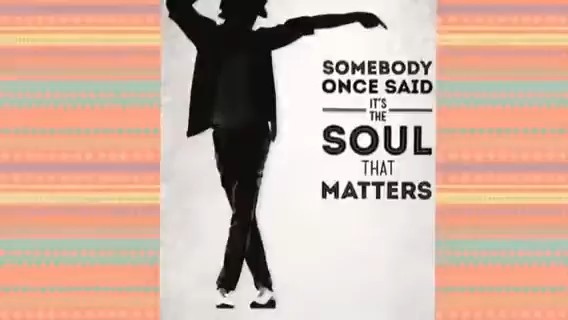 SOMEBODY
ONCE SAID
IT'S
THE
SOUL
THAT
MATTERS